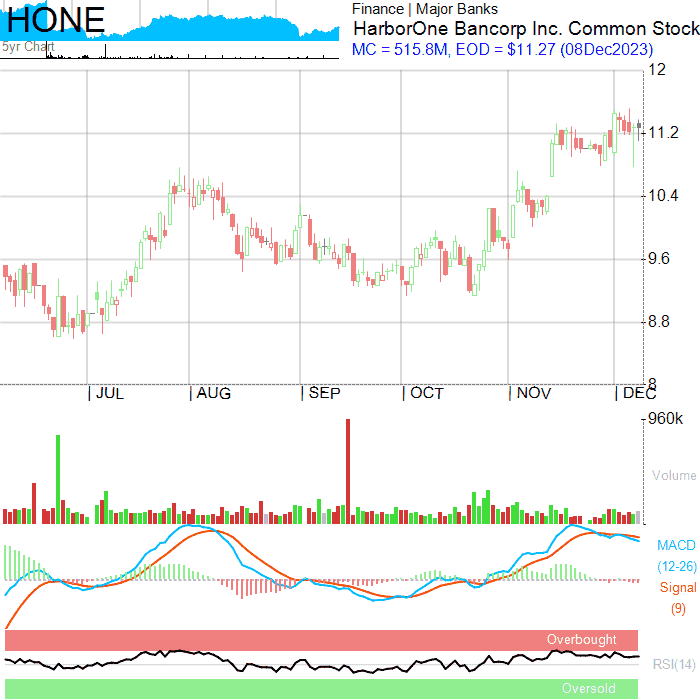 HONE
5yr Chart
Finance | Major Banks
HarborOne Bancorp Inc. Common Stock
MC = 515.8M, EOD = $11.27 (08Dec2023)
12
11.2
10.4
9.6
8.8
8
JUL AUG SEP OCT NOV DEC
960k
Volume
MACD
(12-26)
Signal
(9)
Overbought
RSI(14)
Oversold